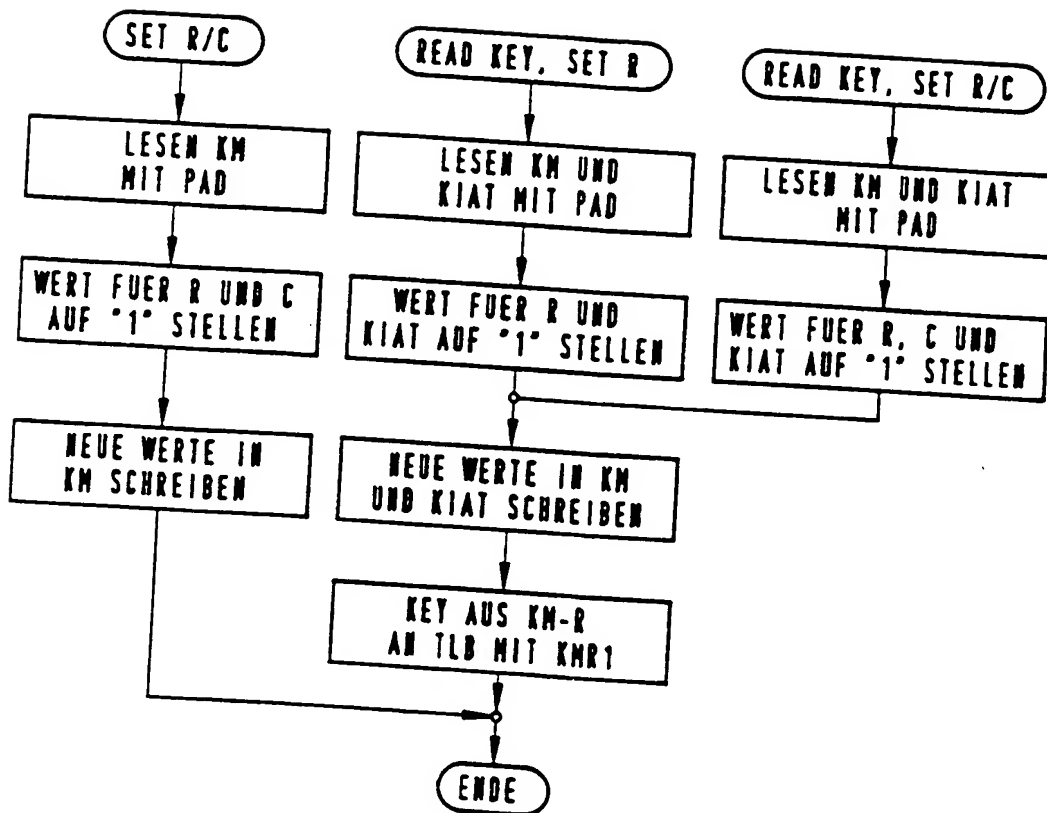 SET R/C
LESEN KM
MIT PAD
WERT FUER R UND C
AUF "1" STELLEN
NEUE WERTE IN
KM SCHREIBEN
READ KEY, SET R
LESEN KM UND
KIAT MIT PAD
WERT FUER R UND
KIAT AUF "1" STELLEN
NEUE WERTE IN KM
UND KIAT SCHREIBEN
KEY AUS KM-R
AN TLB MIT KMR1
READ KEY, SET R/C
LESEN KM UND KIAT
MIT PAD
WERT FUER R, C UND
KIAT AUF "1" STELLEN
ENDE